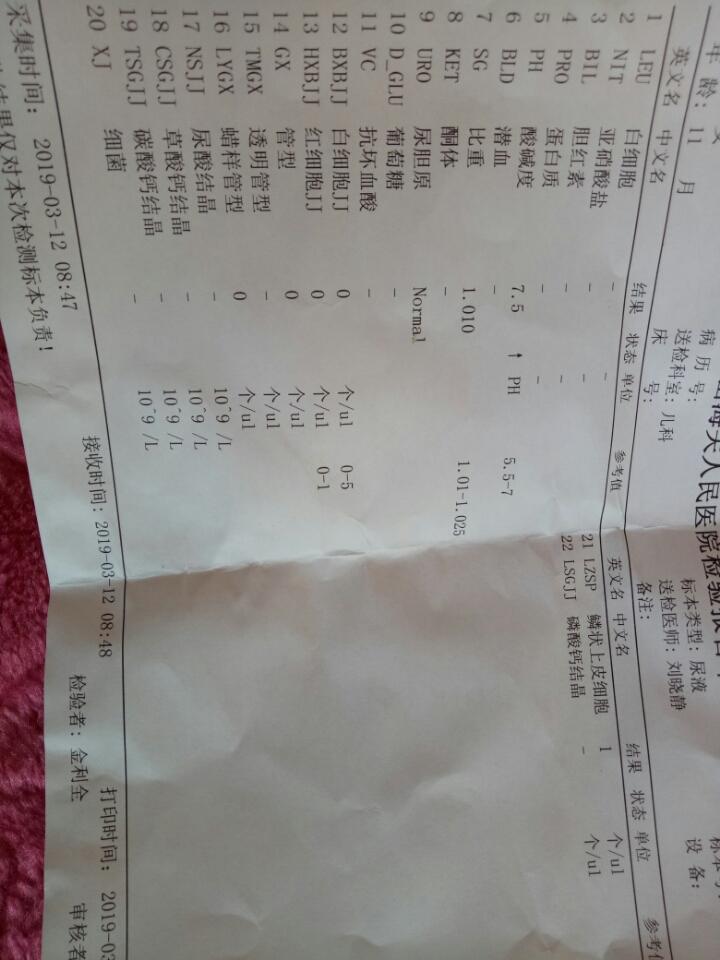 海关人民医院检验报告
女
年 龄: 11 月
病 历 号:
送检科室: 儿科
床 号:
标本类型: 尿液
送检医师: 刘晓静
备注:
标本号:
设 备:
英文名 中文名 结果 状态 单位 参考值
1 LEU 白细胞 -
2 NIT 亚硝酸盐 - -
3 BIL 胆红素 - -
4 PRO 蛋白质 - -
5 PH 酸碱度 7.5 ↑ PH 5.5-7
6 BLD 潜血 -
7 SG 比重 1.010 1.01-1.025
8 KET 酮体 -
9 URO 尿胆原 Normal
10 D_GLU 葡萄糖 -
11 VC 抗坏血酸 -
12 BXBJJ 白细胞JJ 0 个/ul 0-5
13 HXBJJ 红细胞JJ 0 个/ul 0-1
14 GX 管型 0 个/ul
15 TMGX 透明管型 - 个/ul
16 LYGX 蜡样管型 0 个/ul
17 NSJJ 尿酸结晶 - 10^9 /L
18 CSGJJ 草酸钙结晶 - 10^9 /L
19 TSGJJ 碳酸钙结晶 - 10^9 /L
20 XJ 细菌 - 10^9 /L
英文名 中文名 结果 状态 单位 参考值
21 LZSP 鳞状上皮细胞 1 个/ul
22 LSGJJ 磷酸钙结晶 - 个/ul
采集时间: 2019-03-12 08:47
接收时间: 2019-03-12 08:48
打印时间: 2019-03
检验者: 金利全
审核者
结果仅对本次检测标本负责!